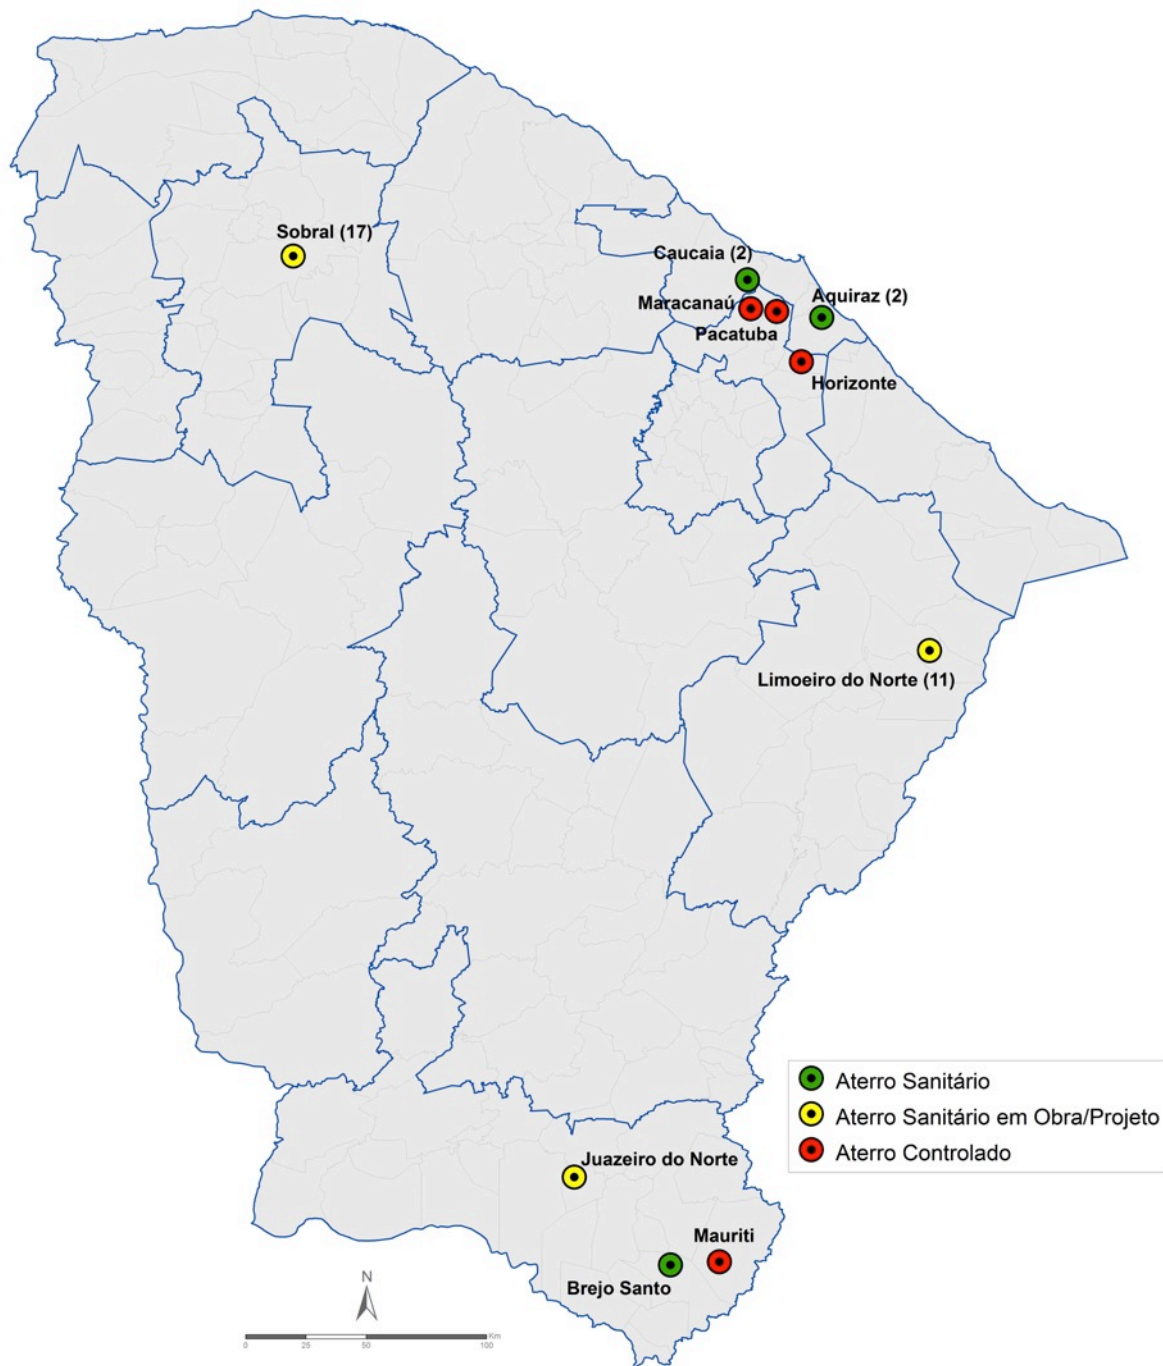 Sobral (17)
Caucaia (2)
Aquiraz (2)
Maracanaú
Pacatuba
Horizonte
Limoeiro do Norte (11)
Aterro Sanitário
Aterro Sanitário em Obra/Projeto
Aterro Controlado
Juazeiro do Norte
Mauriti
Brejo Santo
N
Km
0 25 50 100